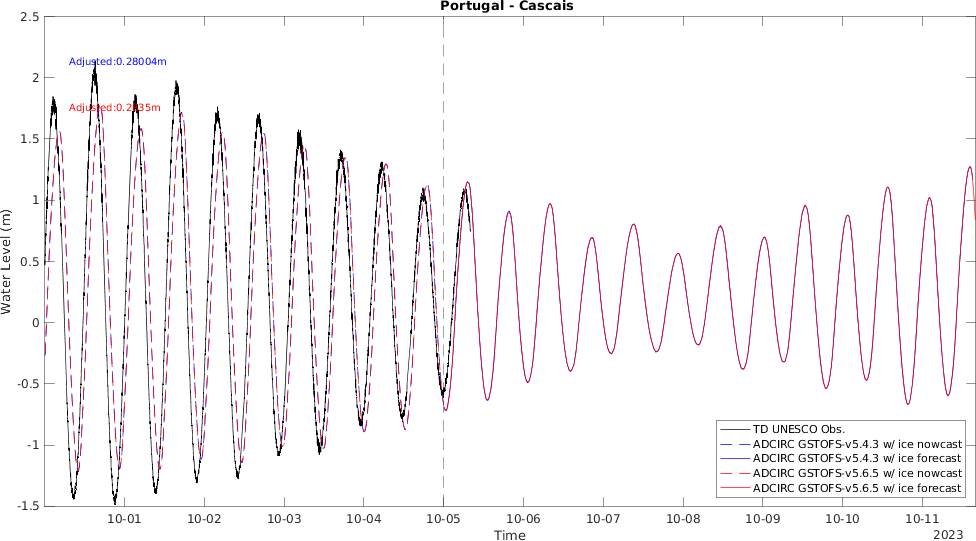 Portugal - Cascais
2.5
2
1.5
1
0.5
0
-0.5
-1
-1.5
Water Level (m)
Adjusted:0.28004m
TD UNESCO Obs.
ADCIRC GSTOFS-v5.4.3 w/ ice nowcast
ADCIRC GSTOFS-v5.4.3 w/ ice forecast
ADCIRC GSTOFS-v5.6.5 w/ ice nowcast
ADCIRC GSTOFS-v5.6.5 w/ ice forecast
10-01 10-02 10-03 10-04 10-05 10-06 10-07 10-08 10-09 10-10 10-11
Time
2023